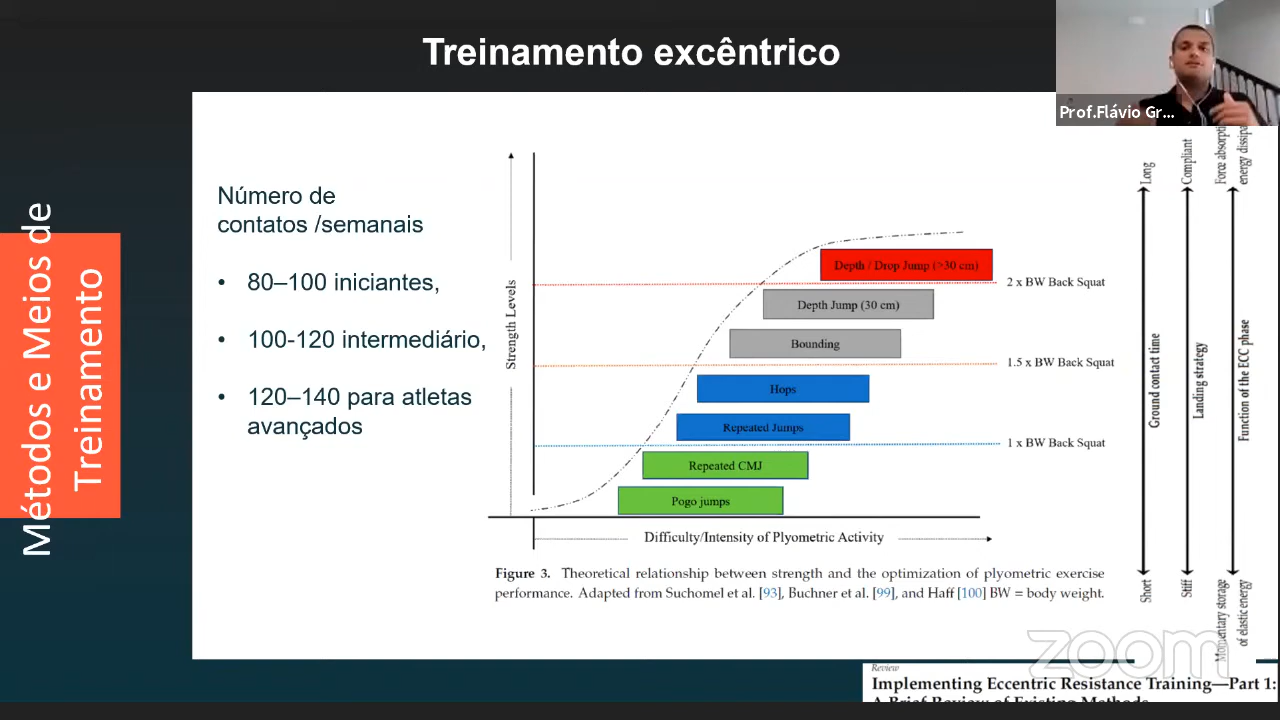 Treinamento excêntrico
Prof.Flávio Gr...
Métodos e Meios de
Treinamento
Número de
contatos /semanais
• 80–100 iniciantes,
• 100-120 intermediário,
• 120–140 para atletas
avançados
Strength Levels
Depth / Drop Jump (>30 cm)
2 x BW Back Squat
Depth Jump (30 cm)
Bounding
1.5 x BW Back Squat
Hops
Repeated Jumps
1 x BW Back Squat
Repeated CMJ
Pogo jumps
Difficulty/Intensity of Plyometric Activity
Figure 3. Theoretical relationship between strength and the optimization of plyometric exercise
performance. Adapted from Suchomel et al. [93], Buchner et al. [99], and Haff [100] BW = body weight.
Long
Ground contact time
Short
Compliant
Landing strategy
Stiff
Force
energy
Function of the ECC phase
storage
of elastic energy
zoom
Review
Implementing Eccentric Resistance Training—Part 1:
A Brief Review of Existing Methods